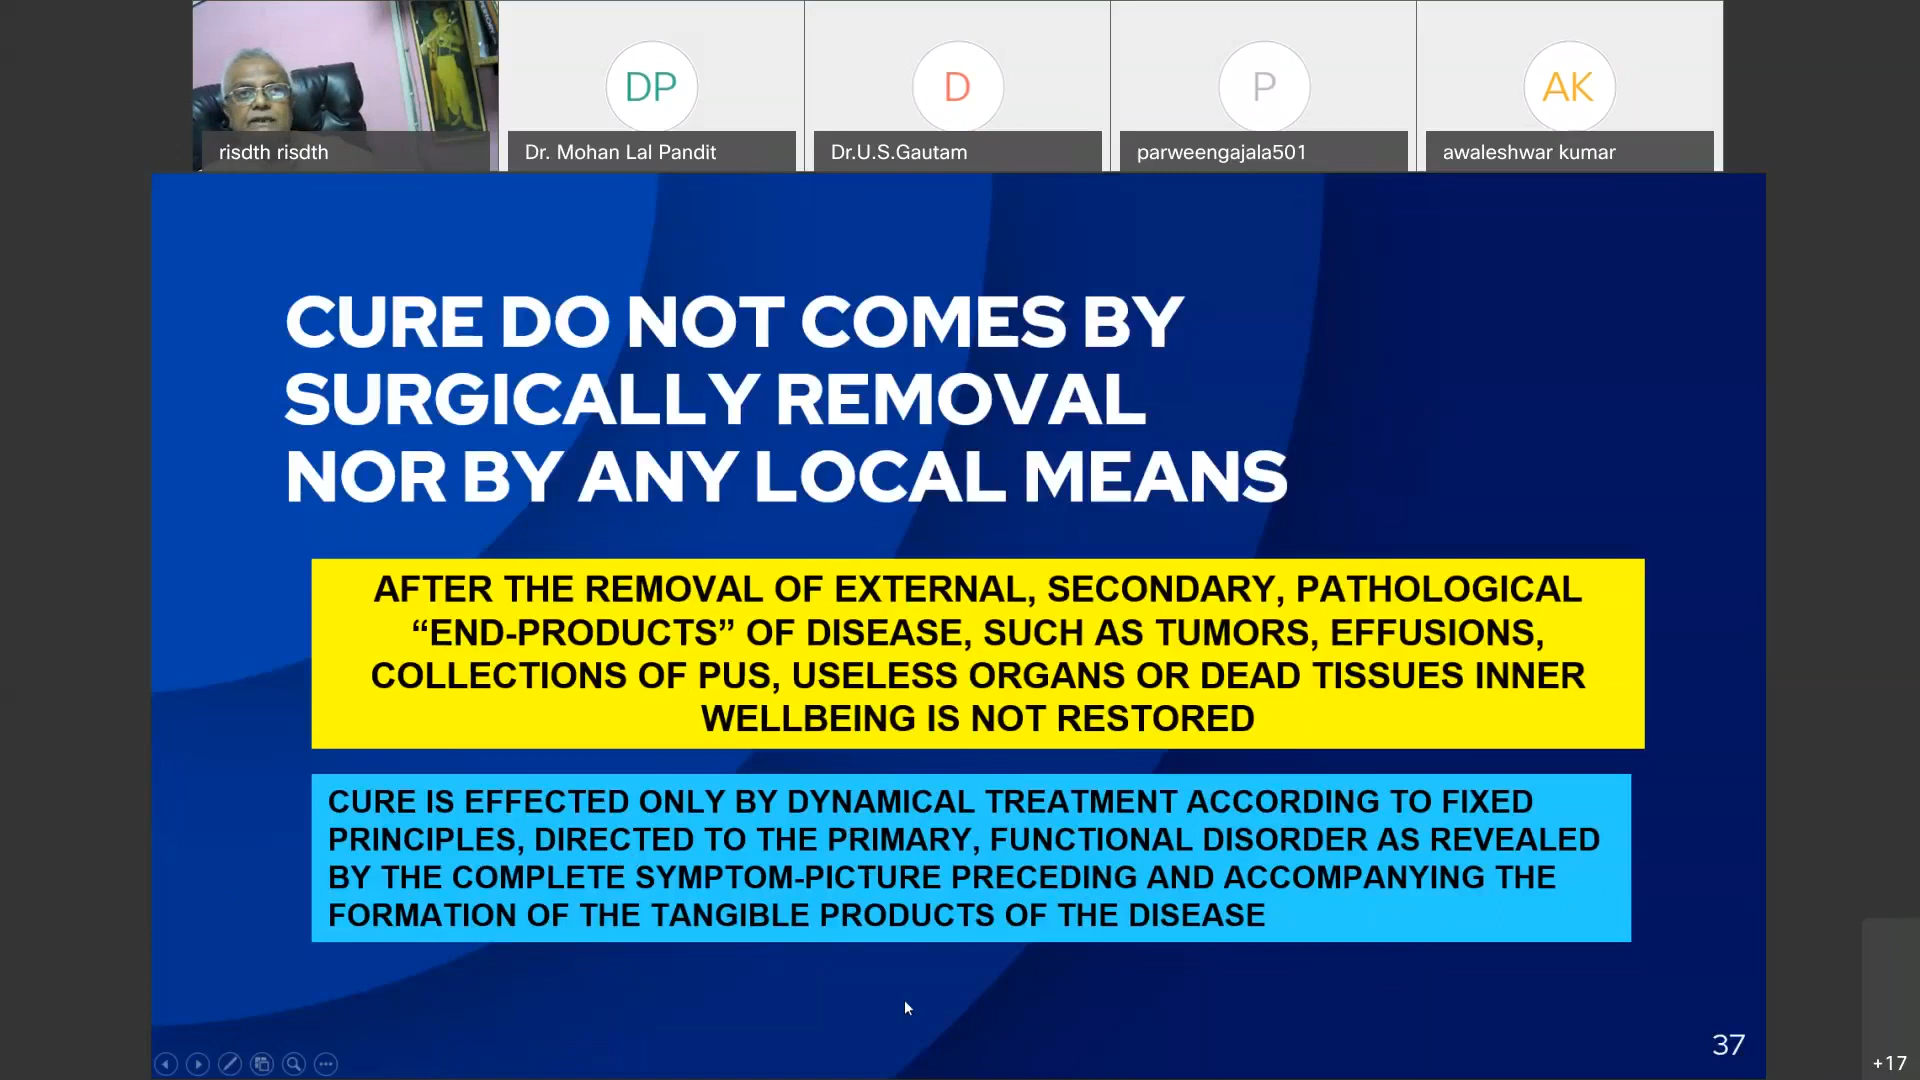 DP
D
P
AK
risdth risdth
Dr. Mohan Lal Pandit
Dr.U.S.Gautam
parweengajala501
awaleshwar kumar
CURE DO NOT COMES BY
SURGICALLY REMOVAL
NOR BY ANY LOCAL MEANS
AFTER THE REMOVAL OF EXTERNAL, SECONDARY, PATHOLOGICAL
“END-PRODUCTS” OF DISEASE, SUCH AS TUMORS, EFFUSIONS,
COLLECTIONS OF PUS, USELESS ORGANS OR DEAD TISSUES INNER
WELLBEING IS NOT RESTORED
CURE IS EFFECTED ONLY BY DYNAMICAL TREATMENT ACCORDING TO FIXED
PRINCIPLES, DIRECTED TO THE PRIMARY, FUNCTIONAL DISORDER AS REVEALED
BY THE COMPLETE SYMPTOM-PICTURE PRECEDING AND ACCOMPANYING THE
FORMATION OF THE TANGIBLE PRODUCTS OF THE DISEASE
37
+17